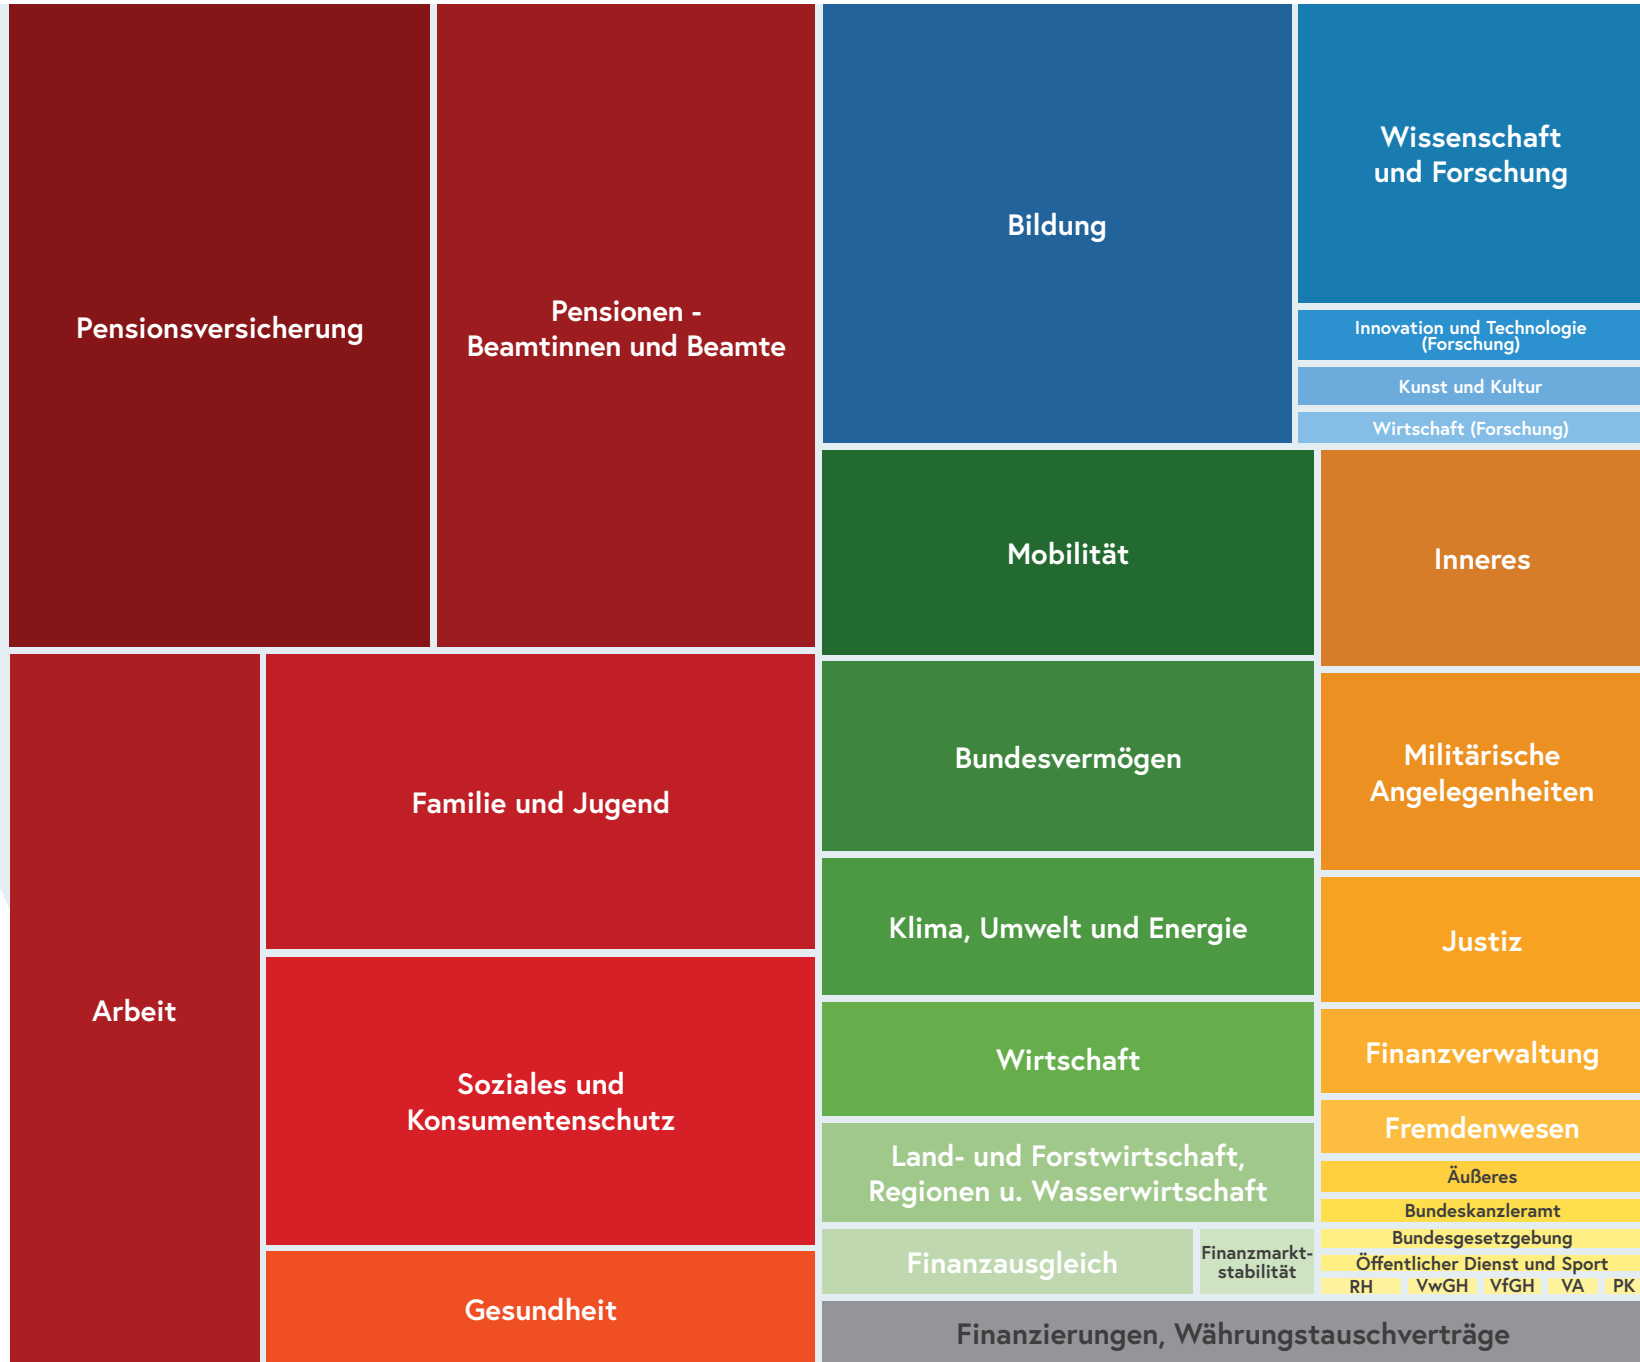 Pensionsversicherung
Pensionen -
Beamtinnen und Beamte
Arbeit
Familie und Jugend
Soziales und
Konsumentenschutz
Gesundheit
Bildung
Wissenschaft
und Forschung
Innovation und Technologie
(Forschung)
Kunst und Kultur
Wirtschaft (Forschung)
Mobilität
Bundesvermögen
Klima, Umwelt und Energie
Wirtschaft
Land- und Forstwirtschaft,
Regionen u. Wasserwirtschaft
Finanzausgleich
Finanzmarkt-
stabilität
Inneres
Militärische
Angelegenheiten
Justiz
Finanzverwaltung
Fremdenwesen
Äußeres
Bundeskanzleramt
Bundesgesetzgebung
Öffentlicher Dienst und Sport
RH VwGH VfGH VA PK
Finanzierungen, Währungstauschverträge